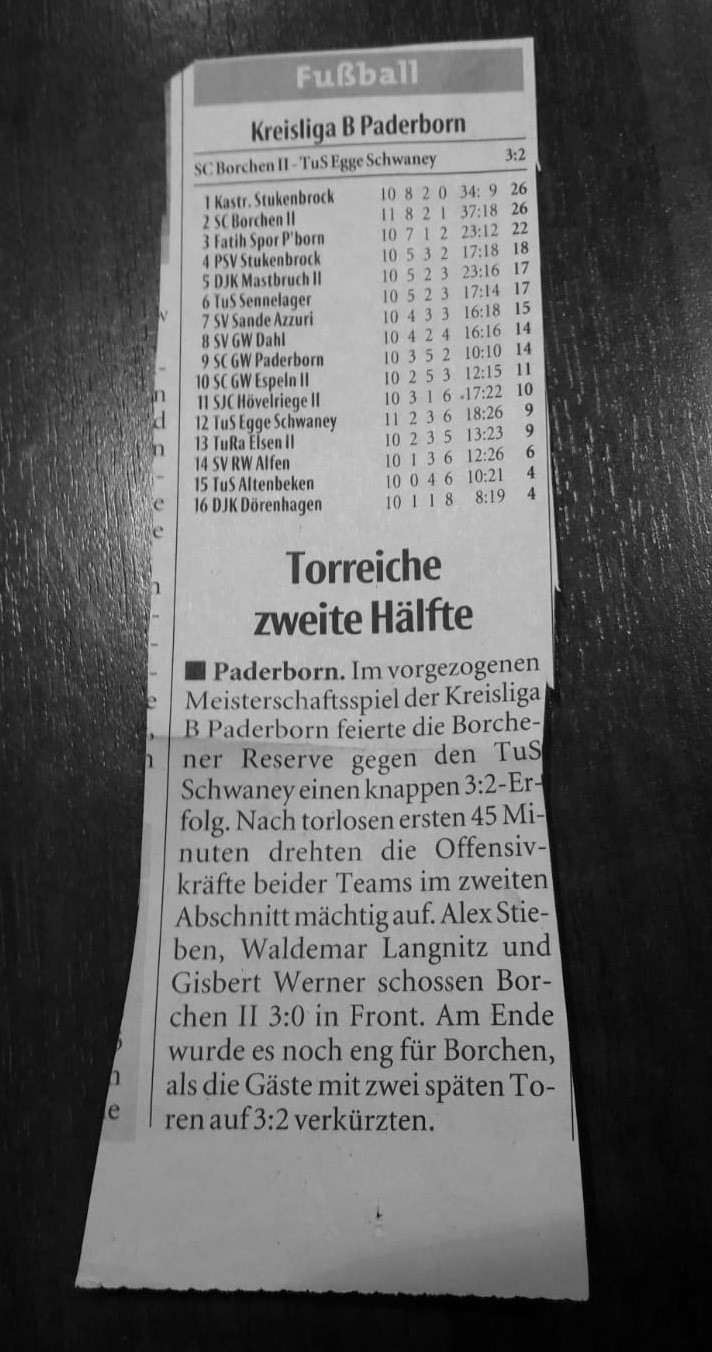 Fußball
Kreisliga B Paderborn
SC Borchen II - TuS Egge Schwaney 3:2
1 Kastr. Stukenbrock 10 8 2 0 34: 9 26
2 SC Borchen II 11 8 2 1 37:18 26
3 Fatih Spor P'born 10 7 1 2 23:12 22
4 PSV Stukenbrock 10 5 3 2 17:18 18
5 DJK Mastbruch II 10 5 2 3 23:16 17
6 TuS Sennelager 10 5 2 3 17:14 17
7 SV Sande Azzuri 10 4 3 3 16:18 15
8 SV GW Dahl 10 4 2 4 16:16 14
9 SC GW Paderborn 10 3 5 2 10:10 14
10 SC GW Espeln II 10 2 5 3 12:15 11
11 SJC Hövelriege II 10 3 1 6 17:22 10
12 TuS Egge Schwaney 11 2 3 6 18:26 9
13 TuRa Elsen II 10 2 3 5 13:23 9
14 SV RW Alfen 10 1 3 6 12:26 6
15 TuS Altenbeken 10 0 4 6 10:21 4
16 DJK Dörenhagen 10 1 1 8 8:19 4
Torreiche
zweite Hälfte
■ Paderborn. Im vorgezogenen
Meisterschaftsspiel der Kreisliga
B Paderborn feierte die Borche-
ner Reserve gegen den TuS
Schwaney einen knappen 3:2-Er-
folg. Nach torlosen ersten 45 Mi-
nuten drehten die Offensiv-
kräfte beider Teams im zweiten
Abschnitt mächtig auf. Alex Stie-
ben, Waldemar Langnitz und
Gisbert Werner schossen Bor-
chen II 3:0 in Front. Am Ende
wurde es noch eng für Borchen,
als die Gäste mit zwei späten To-
ren auf 3:2 verkürzten.